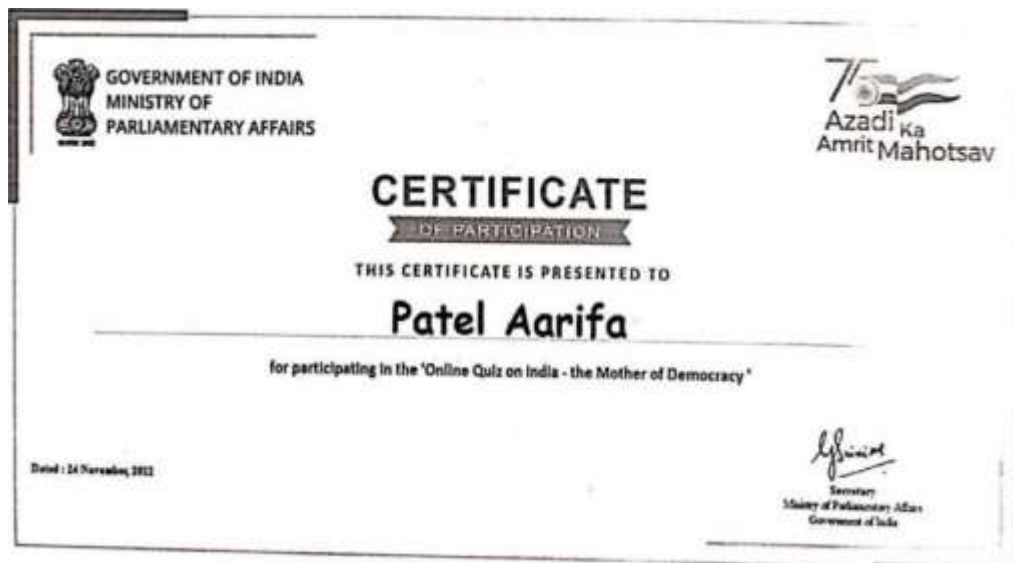 GOVERNMENT OF INDIA
MINISTRY OF
PARLIAMENTARY AFFAIRS
75
Azadi Ka
Amrit Mahotsav
CERTIFICATE
OF PARTICIPATION
THIS CERTIFICATE IS PRESENTED TO
Patel Aarifa
for participating in the 'Online Quiz on India - the Mother of Democracy '
Dated : 24 November,
Secretary
Ministry of Parliamentary Affairs
Government of India